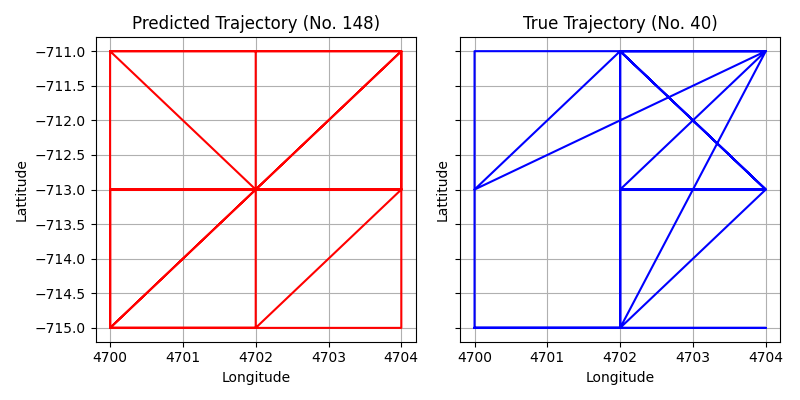 Predicted Trajectory (No. 148)
True Trajectory (No. 40)
Lattitude
−711.0
−711.5
−712.0
−712.5
−713.0
−713.5
−714.0
−714.5
−715.0
4700 4701 4702 4703 4704
Longitude
Lattitude
4700 4701 4702 4703 4704
Longitude